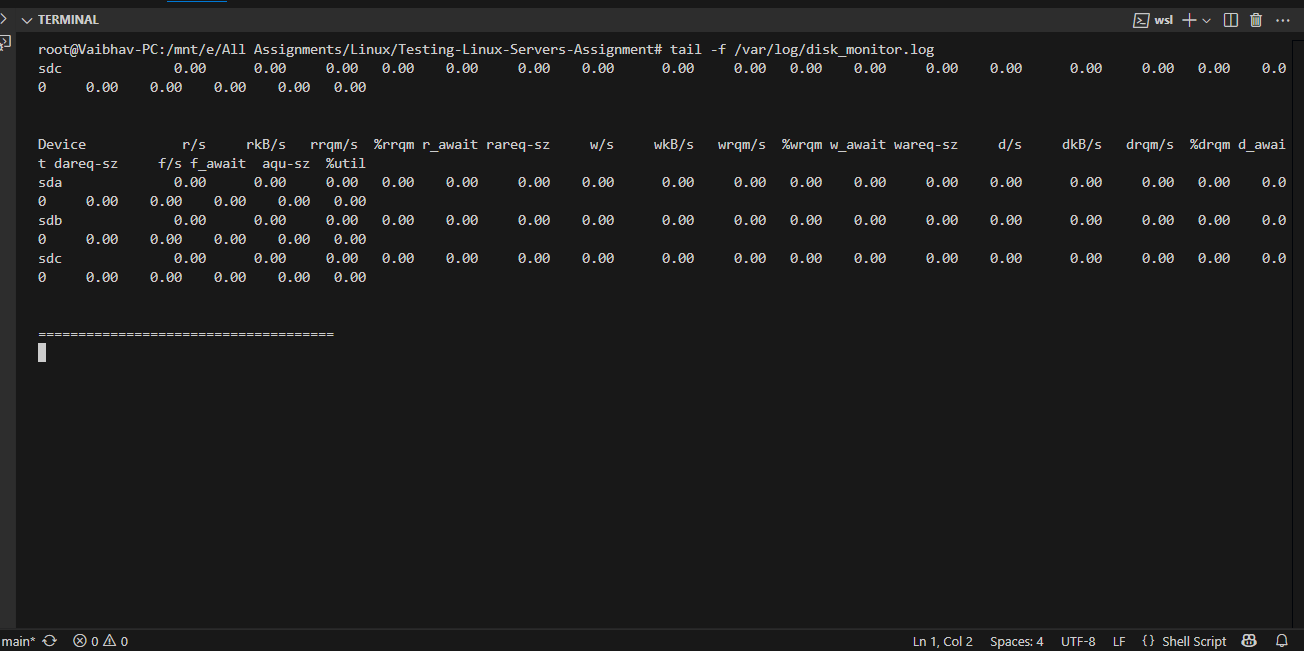 TERMINAL
wsl
root@Vaibhav-PC:/mnt/e/All Assignments/Linux/Testing-Linux-Servers-Assignment# tail -f /var/log/disk_monitor.log
sdc 0.00 0.00 0.00 0.00 0.00 0.00 0.00 0.00 0.00 0.00 0.00 0.00 0.00 0.00 0.00 0.00 0.0
0 0.00 0.00 0.00 0.00 0.00
Device r/s rkB/s rrqm/s %rrqm r_await rareq-sz w/s wkB/s wrqm/s %wrqm w_await wareq-sz d/s dkB/s drqm/s %drqm d_awai
t dareq-sz f/s f_await aqu-sz %util
sda 0.00 0.00 0.00 0.00 0.00 0.00 0.00 0.00 0.00 0.00 0.00 0.00 0.00 0.00 0.00 0.00 0.0
0 0.00 0.00 0.00 0.00 0.00
sdb 0.00 0.00 0.00 0.00 0.00 0.00 0.00 0.00 0.00 0.00 0.00 0.00 0.00 0.00 0.00 0.00 0.0
0 0.00 0.00 0.00 0.00 0.00
sdc 0.00 0.00 0.00 0.00 0.00 0.00 0.00 0.00 0.00 0.00 0.00 0.00 0.00 0.00 0.00 0.00 0.0
0 0.00 0.00 0.00 0.00 0.00
=====================================
main* 0 0 Ln 1, Col 2 Spaces: 4 UTF-8 LF {} Shell Script